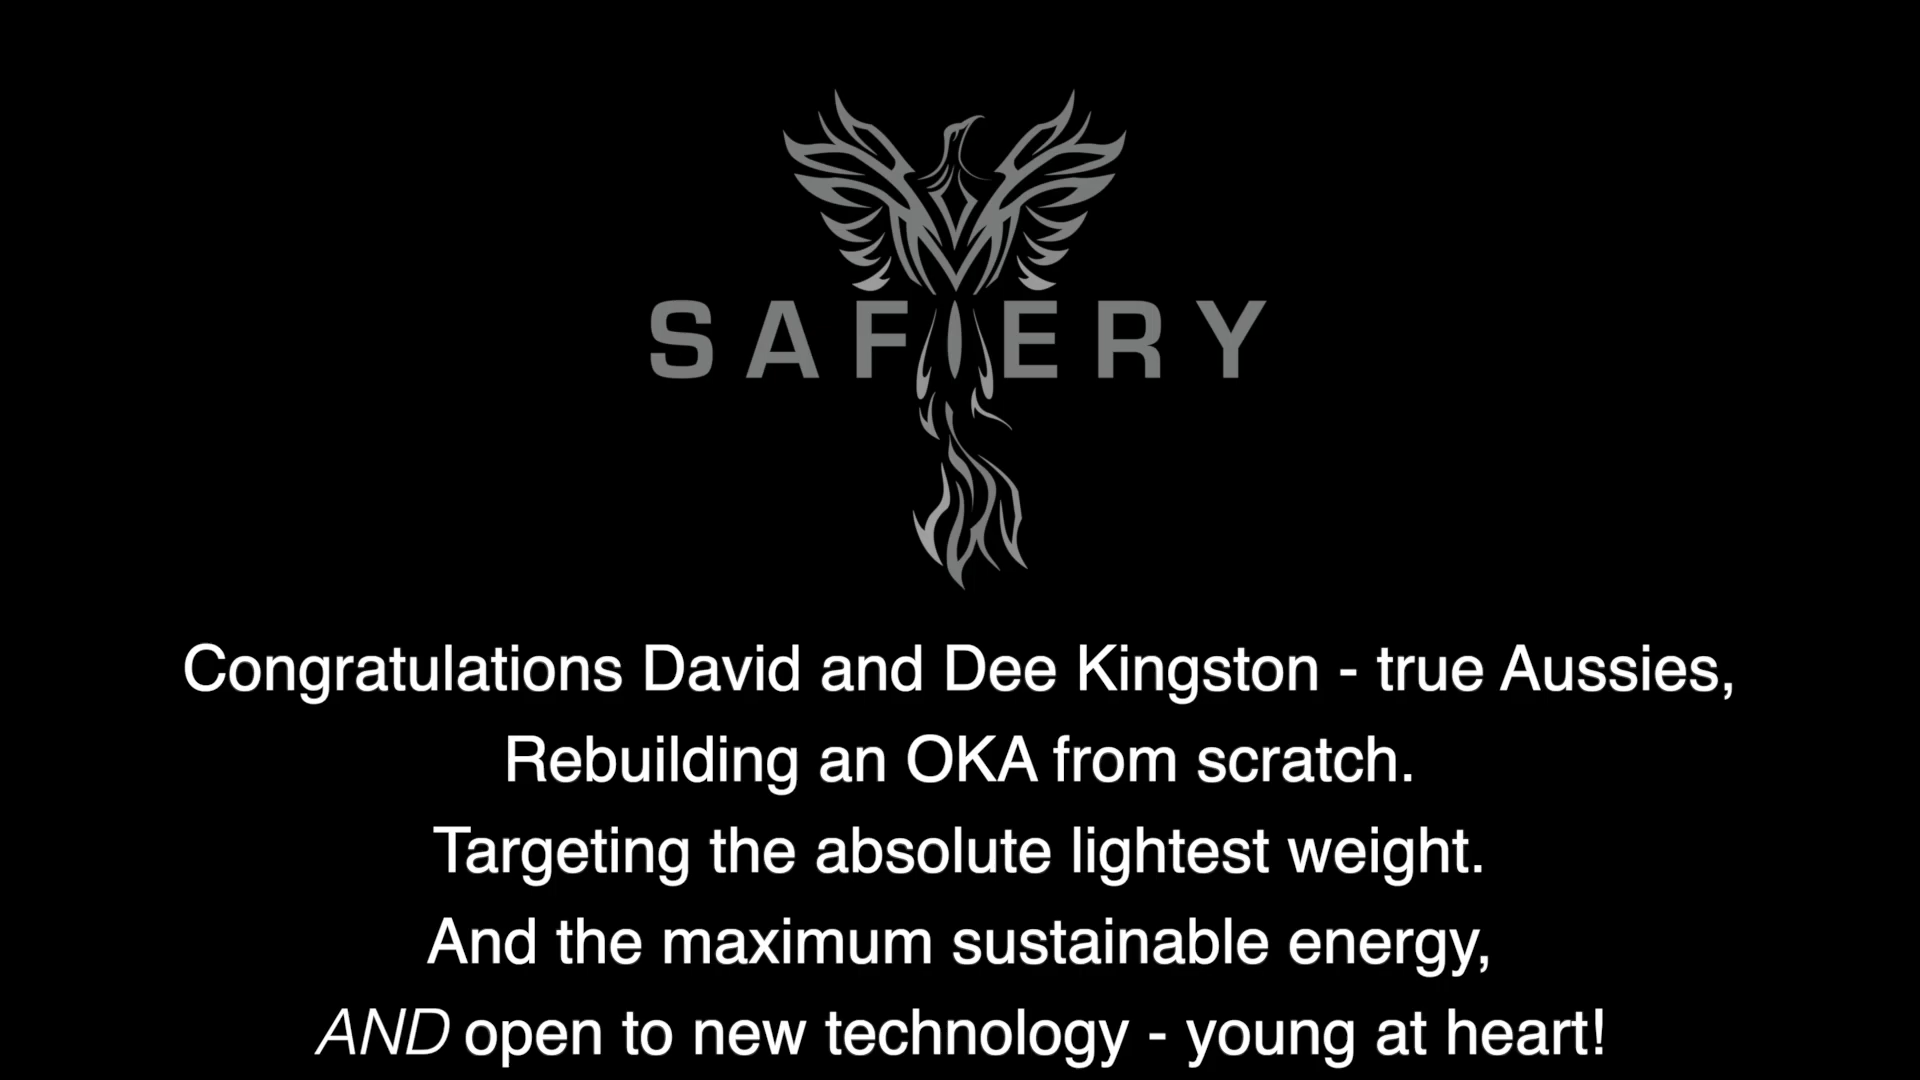 SAFIERY
Congratulations David and Dee Kingston - true Aussies,
Rebuilding an OKA from scratch.
Targeting the absolute lightest weight.
And the maximum sustainable energy,
AND open to new technology - young at heart!